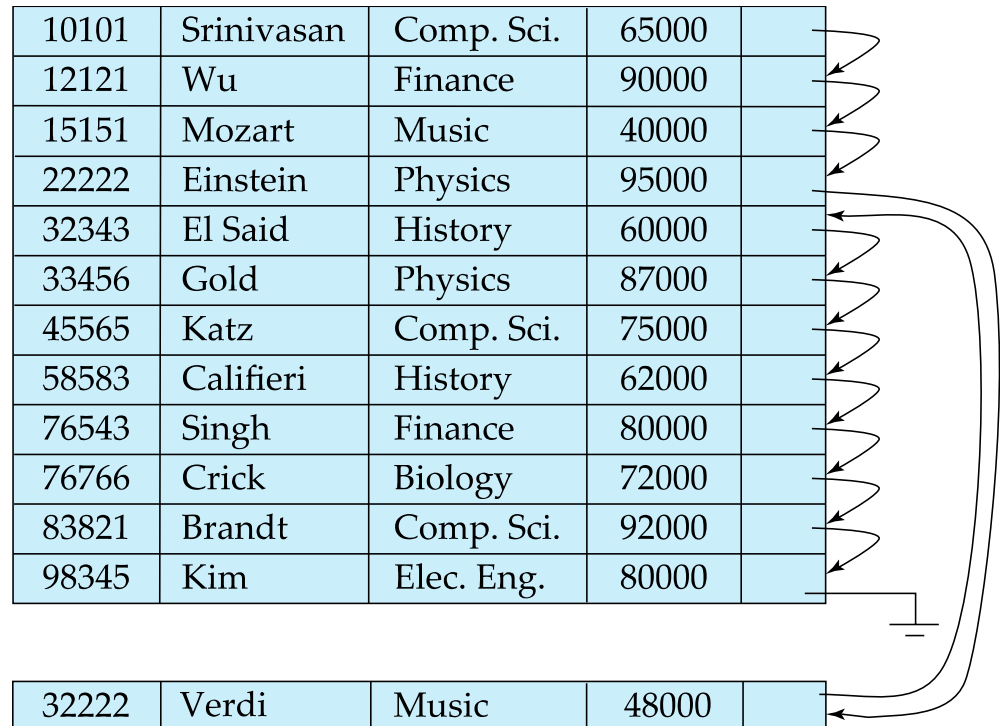 10101 Srinivasan Comp. Sci. 65000
12121 Wu Finance 90000
15151 Mozart Music 40000
22222 Einstein Physics 95000
32343 El Said History 60000
33456 Gold Physics 87000
45565 Katz Comp. Sci. 75000
58583 Califieri History 62000
76543 Singh Finance 80000
76766 Crick Biology 72000
83821 Brandt Comp. Sci. 92000
98345 Kim Elec. Eng. 80000
32222 Verdi Music 48000